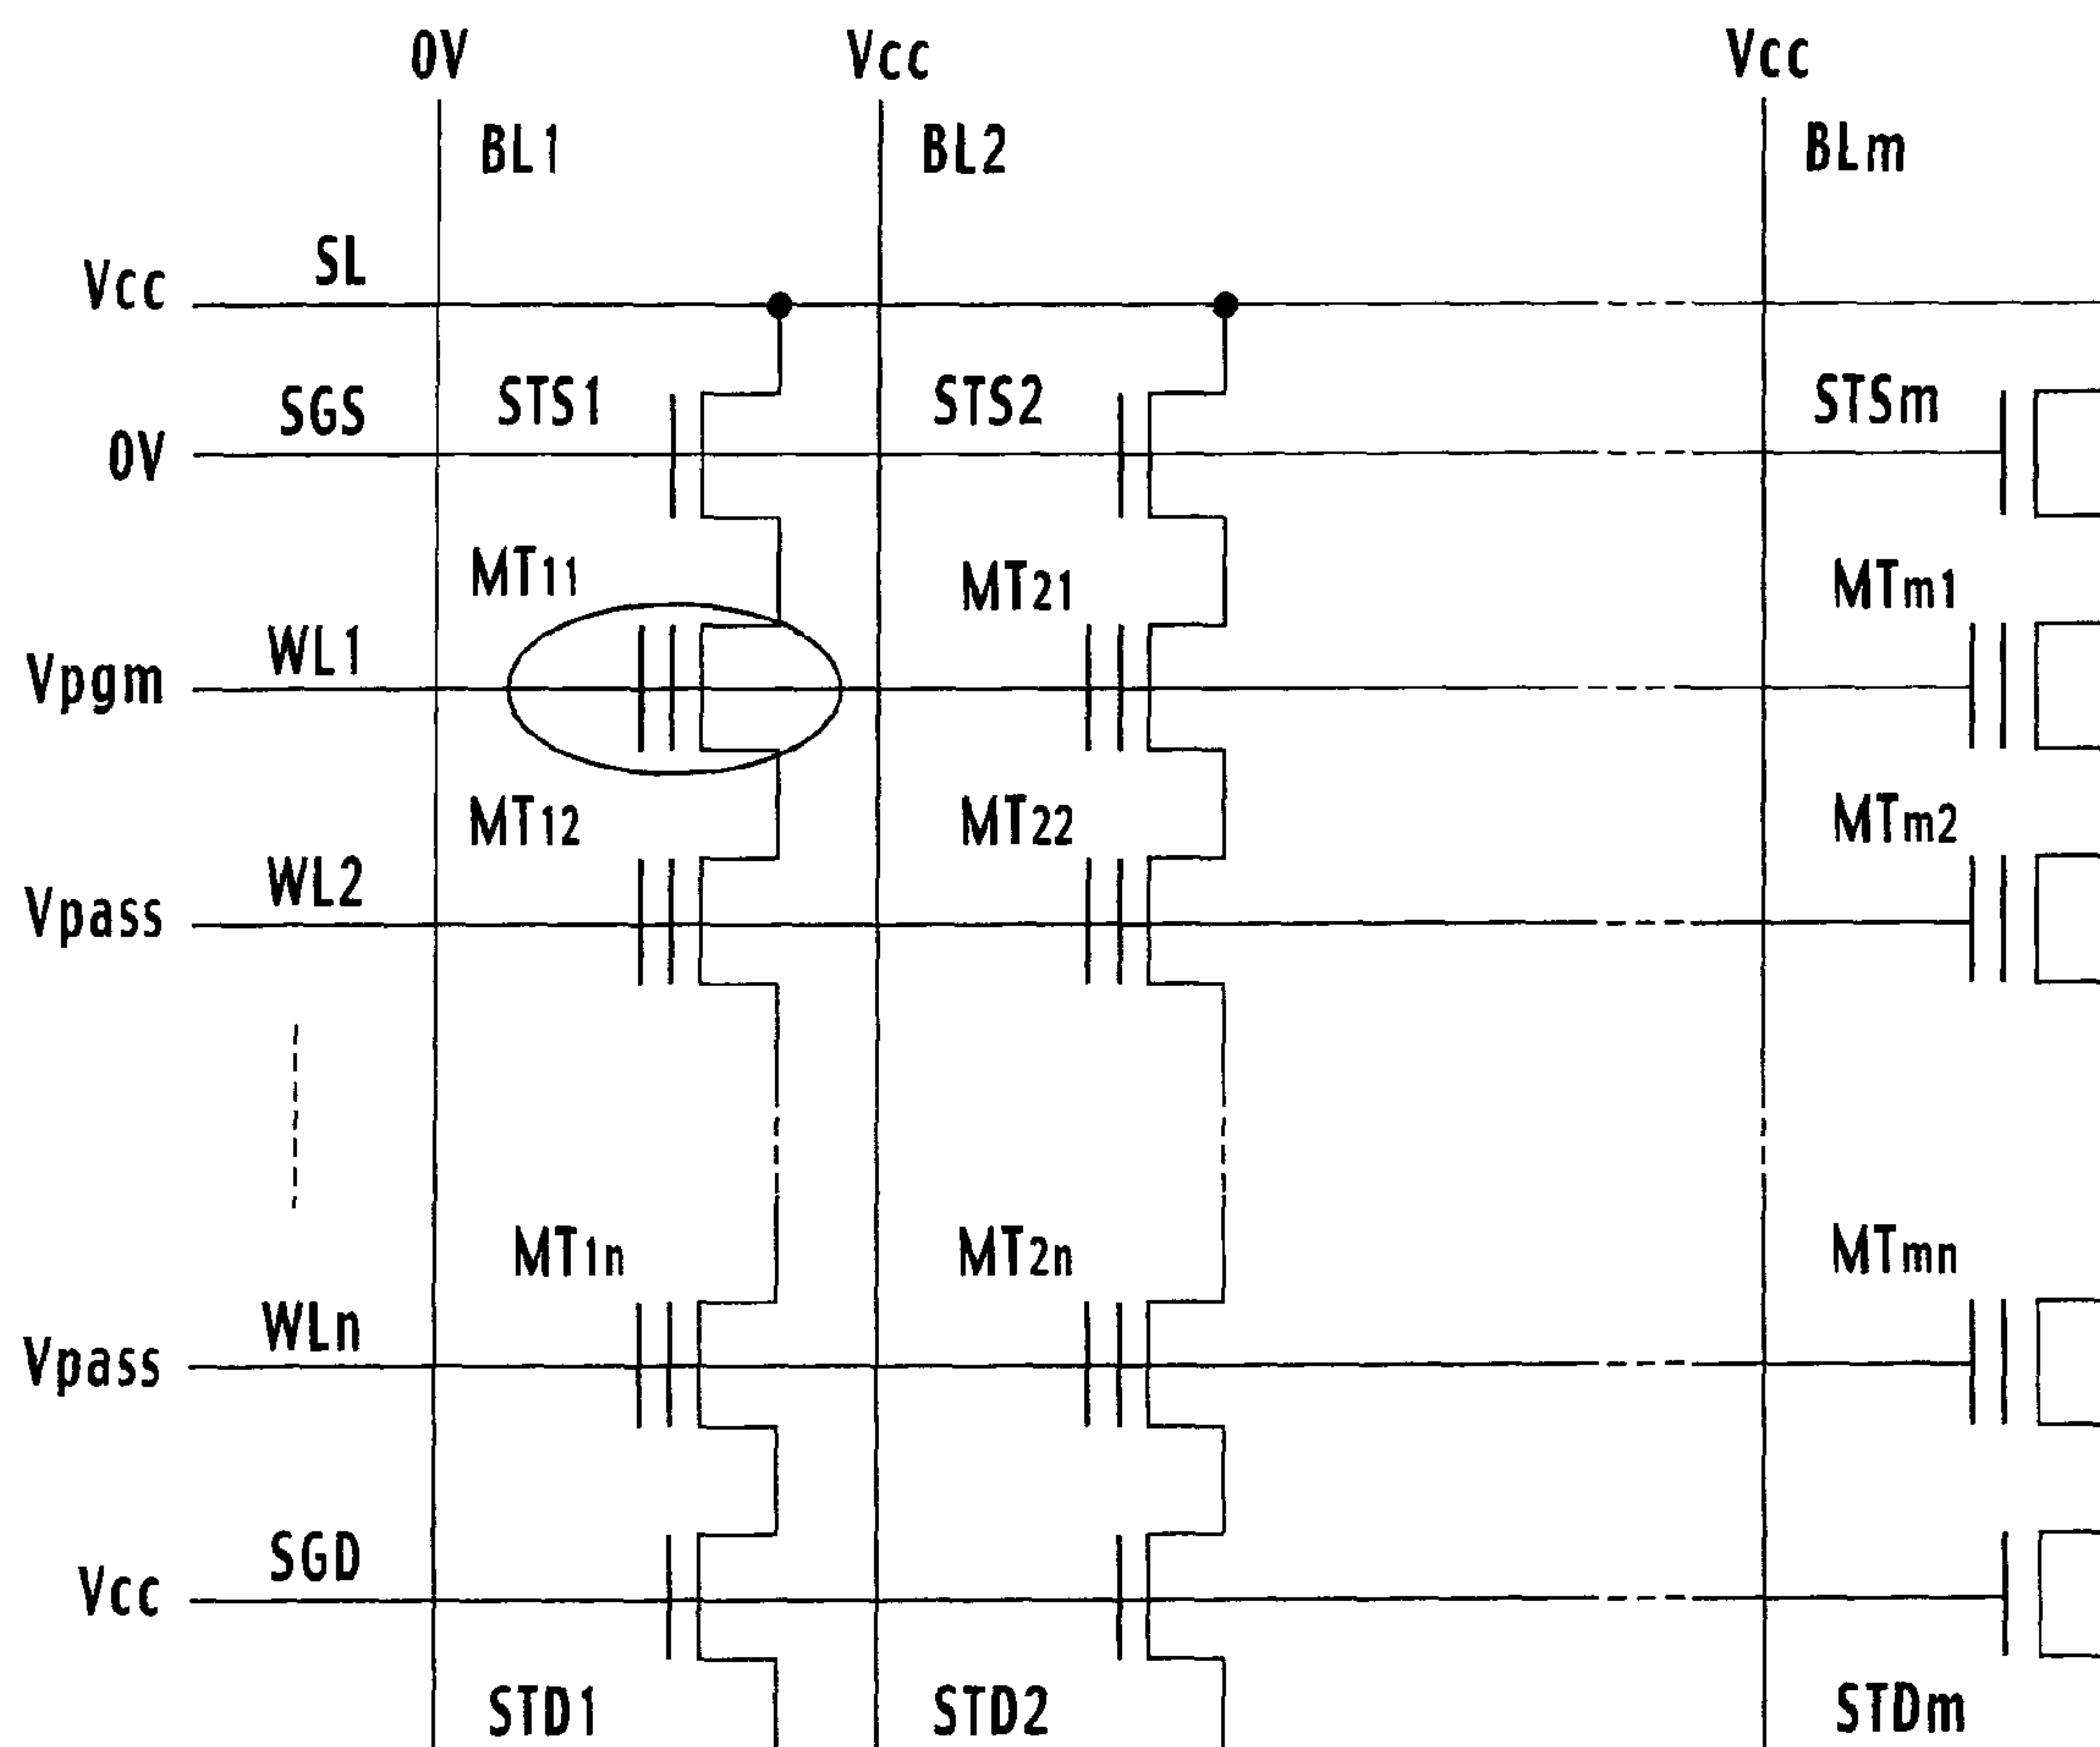 0V Vcc Vcc
BL1 BL2 BLm
SL
Vcc
SGS STS1 STS2 STSm
0V
MT11 MT21 MTm1
WL1
Vpgm
MT12 MT22 MTm2
WL2
Vpass
MT1n MT2n MTmn
WLn
Vpass
SGD
Vcc
STD1 STD2 STDm